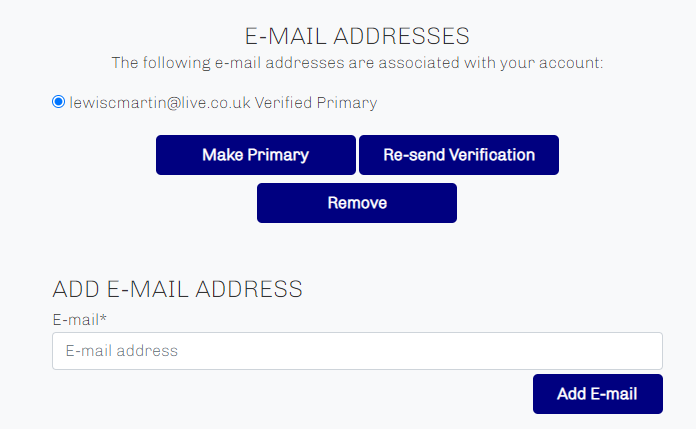 E-MAIL ADDRESSES
The following e-mail addresses are associated with your account:
lewiscmartin@live.co.uk Verified Primary
Make Primary
Re-send Verification
Remove
ADD E-MAIL ADDRESS
E-mail*
E-mail address
Add E-mail